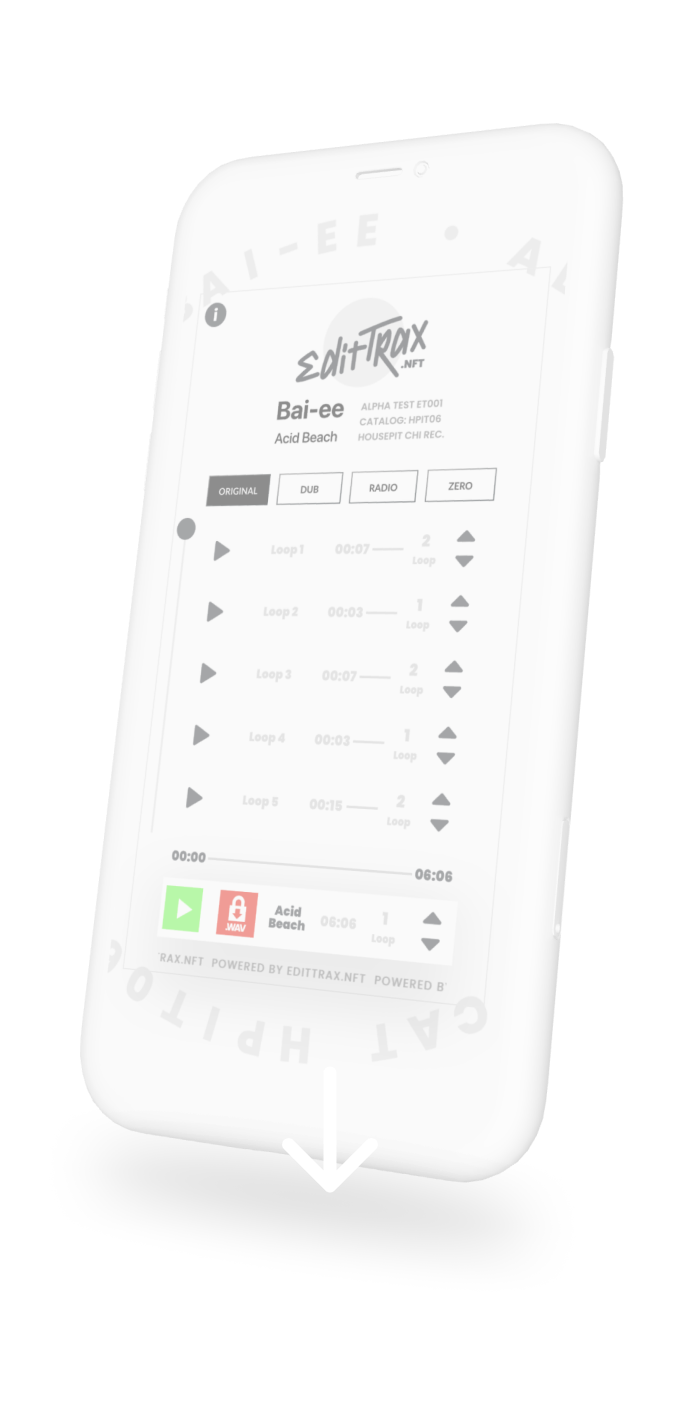 BAI-EE • A
i
EditTrax
.NFT
Bai-ee
Acid Beach
ALPHA TEST ET001
CATALOG: HPIT06
HOUSEPIT CHI REC.
ORIGINAL DUB RADIO ZERO
Loop 1 00:07 2 Loop
Loop 2 00:03 1 Loop
Loop 3 00:07 2 Loop
Loop 4 00:03 1 Loop
Loop 5 00:15 2 Loop
00:00 06:06
.WAV
Acid
Beach
06:06 1 Loop
TRAX.NFT POWERED BY EDITTRAX.NFT POWERED B
CAT HPIT0